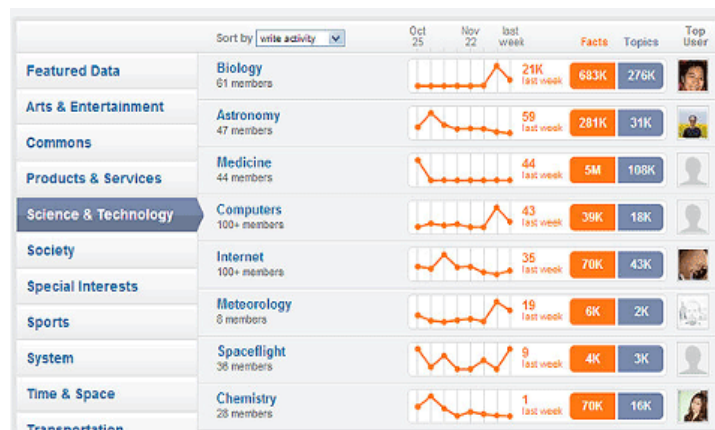 Sort by write activity
Oct 25
Nov 22
last week
Facts
Topics
Top User
Featured Data
Arts & Entertainment
Commons
Products & Services
Science & Technology
Society
Special Interests
Sports
System
Time & Space
Transportation
Biology
61 members
21K
last week
683K
276K
Astronomy
47 members
59
last week
281K
31K
Medicine
44 members
44
last week
5M
108K
Computers
100+ members
43
last week
39K
18K
Internet
100+ members
35
last week
70K
43K
Meteorology
8 members
19
last week
6K
2K
Spaceflight
36 members
9
last week
4K
3K
Chemistry
28 members
1
last week
70K
16K